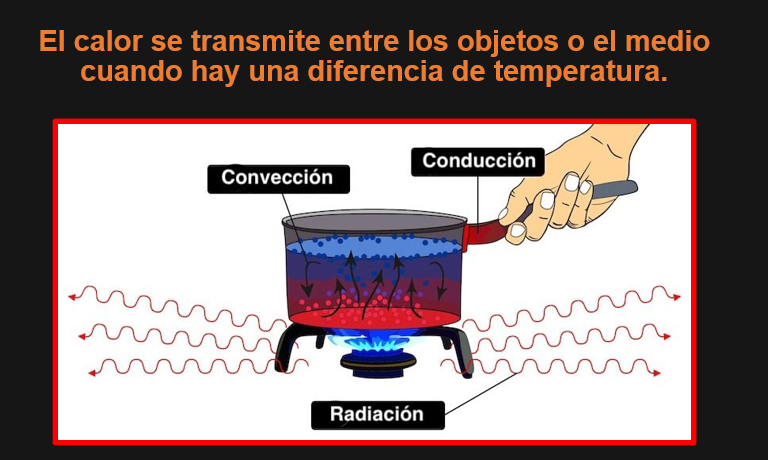 El calor se transmite entre los objetos o el medio
cuando hay una diferencia de temperatura.
Conducción
Convección
Radiación